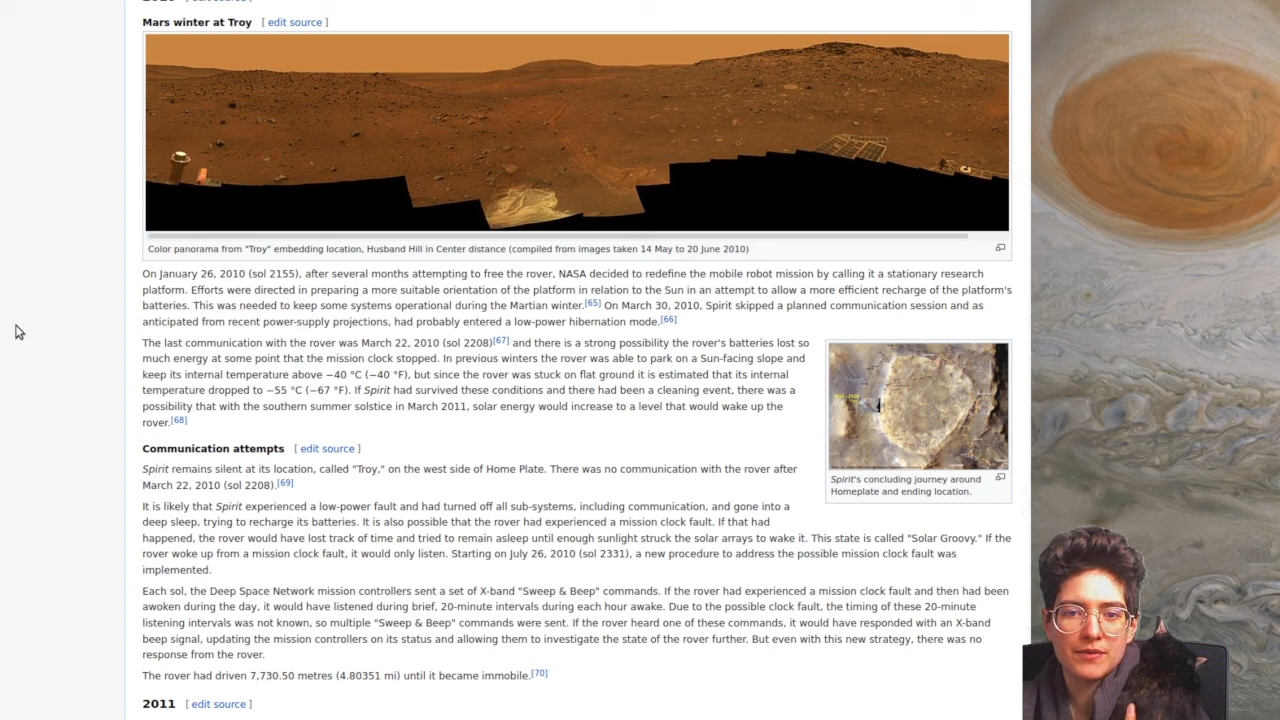 Mars winter at Troy [ edit source ]
Color panorama from "Troy" embedding location, Husband Hill in Center distance (compiled from images taken 14 May to 20 June 2010)
On January 26, 2010 (sol 2155), after several months attempting to free the rover, NASA decided to redefine the mobile robot mission by calling it a stationary research
platform. Efforts were directed in preparing a more suitable orientation of the platform in relation to the Sun in an attempt to allow a more efficient recharge of the platform's
batteries. This was needed to keep some systems operational during the Martian winter.[65] On March 30, 2010, Spirit skipped a planned communication session and as
anticipated from recent power-supply projections, had probably entered a low-power hibernation mode.[66]
The last communication with the rover was March 22, 2010 (sol 2208)[67] and there is a strong possibility the rover's batteries lost so
much energy at some point that the mission clock stopped. In previous winters the rover was able to park on a Sun-facing slope and
keep its internal temperature above −40 °C (−40 °F), but since the rover was stuck on flat ground it is estimated that its internal
temperature dropped to −55 °C (−67 °F). If Spirit had survived these conditions and there had been a cleaning event, there was a
possibility that with the southern summer solstice in March 2011, solar energy would increase to a level that would wake up the
rover.[68]
Spirit's concluding journey around
Homeplate and ending location.
Communication attempts [ edit source ]
Spirit remains silent at its location, called "Troy," on the west side of Home Plate. There was no communication with the rover after
March 22, 2010 (sol 2208).[69]
It is likely that Spirit experienced a low-power fault and had turned off all sub-systems, including communication, and gone into a
deep sleep, trying to recharge its batteries. It is also possible that the rover had experienced a mission clock fault. If that had
happened, the rover would have lost track of time and tried to remain asleep until enough sunlight struck the solar arrays to wake it. This state is called "Solar Groovy." If the
rover woke up from a mission clock fault, it would only listen. Starting on July 26, 2010 (sol 2331), a new procedure to address the possible mission clock fault was
implemented.
Each sol, the Deep Space Network mission controllers sent a set of X-band "Sweep & Beep" commands. If the rover had experienced a mission clock fault and then had been
awoken during the day, it would have listened during brief, 20-minute intervals during each hour awake. Due to the possible clock fault, the timing of these 20-minute
listening intervals was not known, so multiple "Sweep & Beep" commands were sent. If the rover heard one of these commands, it would have responded with an X-band
beep signal, updating the mission controllers on its status and allowing them to investigate the state of the rover further. But even with this new strategy, there was no
response from the rover.
The rover had driven 7,730.50 metres (4.80351 mi) until it became immobile.[70]
2011 [ edit source ]